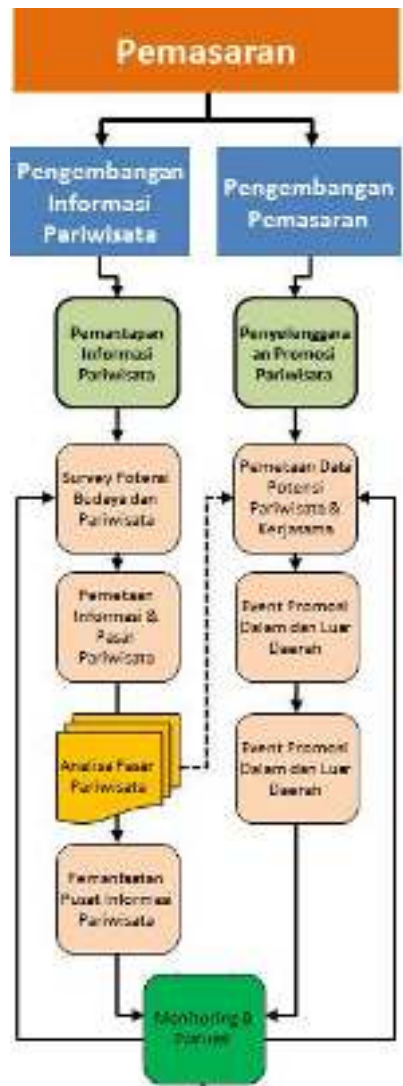 Pemasaran
Pengembangan
Informasi
Pariwisata
Pengembangan
Pemasaran
Pemantapan
Informasi
Pariwisata
Penyelenggara
an Promosi
Pariwisata
Survey Potensi
Budaya dan
Pariwisata
Pemetaan Data
Potensi
Pariwisata &
Kerjasama
Pemetaan
Informasi &
Pasar
Pariwisata
Event Promosi
Dalam dan Luar
Daerah
Analisa Pasar
Pariwisata
Event Promosi
Dalam dan Luar
Daerah
Pemanfaatan
Pusat Informasi
Pariwisata
Monitoring &